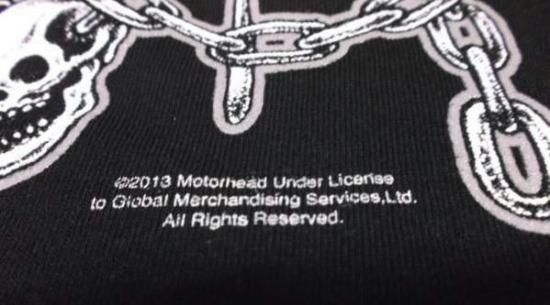 ©2013 Motorhead Under License
to Global Merchandising Services,Ltd.
All Rights Reserved.